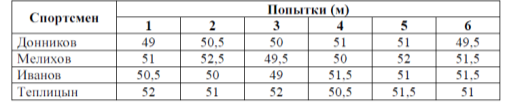 Спортсмен Попытки (м)
1 2 3 4 5 6
Донников 49 50,5 50 51 51 49,5
Мелихов 51 52,5 49,5 50 52 51,5
Иванов 50,5 50 49 51,5 51 51,5
Теплицын 52 51 52 50,5 51,5 51